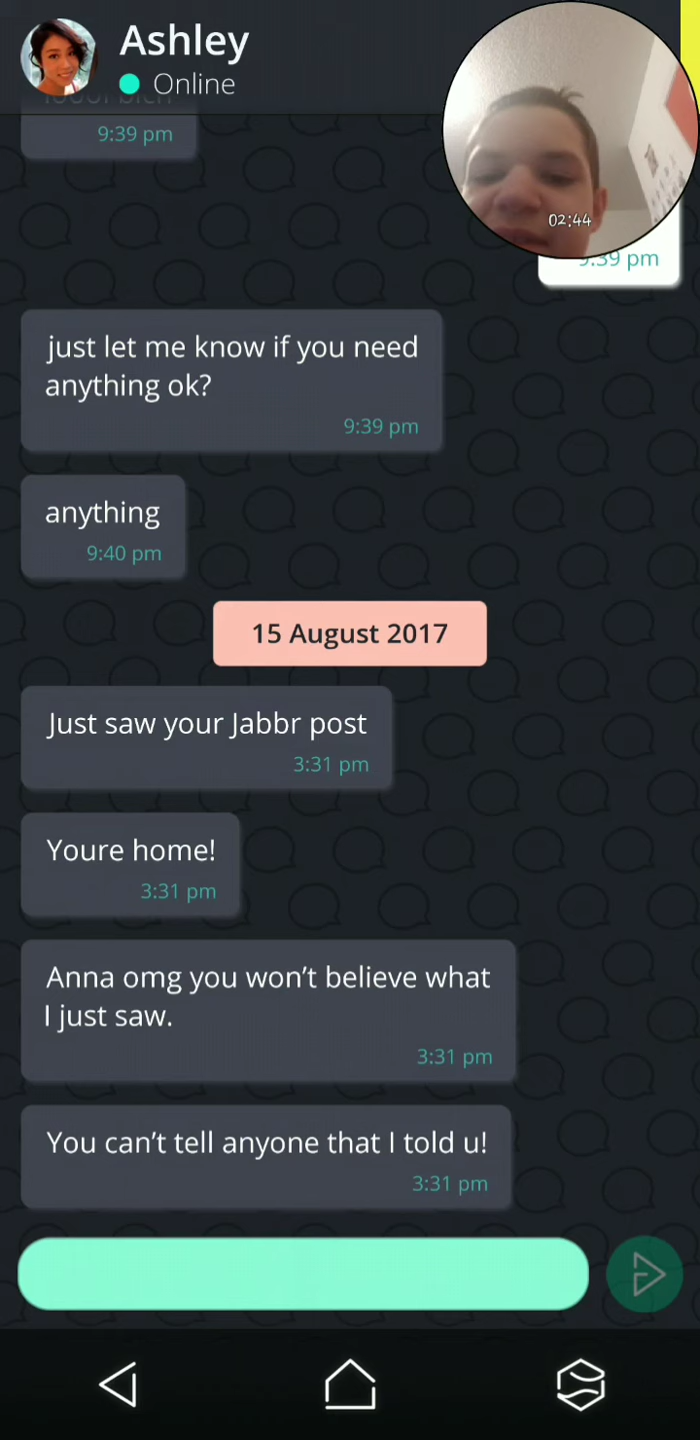 Ashley
Online
9:39 pm
02:44
9:39 pm
just let me know if you need
anything ok?
9:39 pm
anything
9:40 pm
15 August 2017
Just saw your Jabbr post
3:31 pm
Youre home!
3:31 pm
Anna omg you won't believe what
I just saw.
3:31 pm
You can't tell anyone that I told u!
3:31 pm